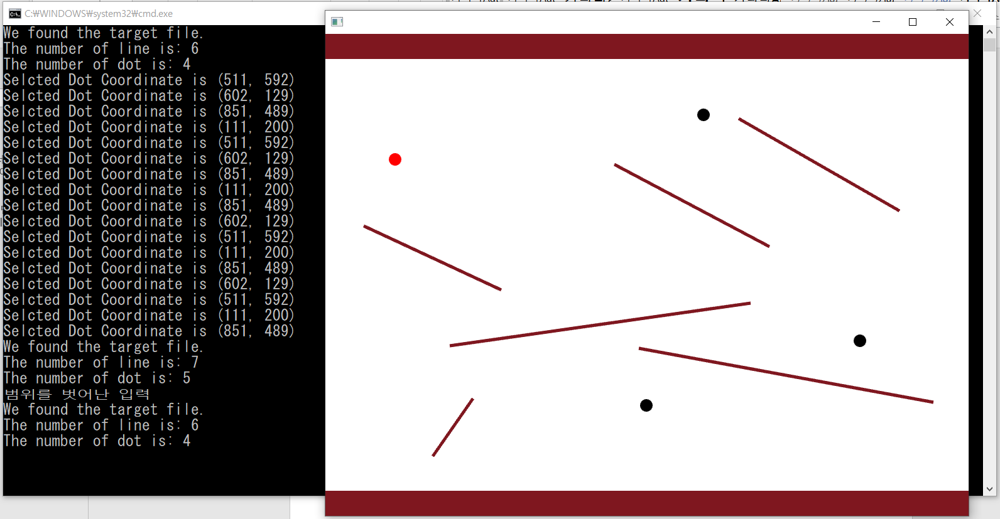 C:₩WINDOWS₩system32₩cmd.exe
We found the target file.
The number of line is: 6
The number of dot is: 4
Selcted Dot Coordinate is (511, 592)
Selcted Dot Coordinate is (602, 129)
Selcted Dot Coordinate is (851, 489)
Selcted Dot Coordinate is (111, 200)
Selcted Dot Coordinate is (511, 592)
Selcted Dot Coordinate is (602, 129)
Selcted Dot Coordinate is (851, 489)
Selcted Dot Coordinate is (111, 200)
Selcted Dot Coordinate is (851, 489)
Selcted Dot Coordinate is (602, 129)
Selcted Dot Coordinate is (511, 592)
Selcted Dot Coordinate is (111, 200)
Selcted Dot Coordinate is (851, 489)
Selcted Dot Coordinate is (602, 129)
Selcted Dot Coordinate is (511, 592)
Selcted Dot Coordinate is (111, 200)
Selcted Dot Coordinate is (851, 489)
We found the target file.
The number of line is: 7
The number of dot is: 5
범위를 벗어난 입력
We found the target file.
The number of line is: 6
The number of dot is: 4